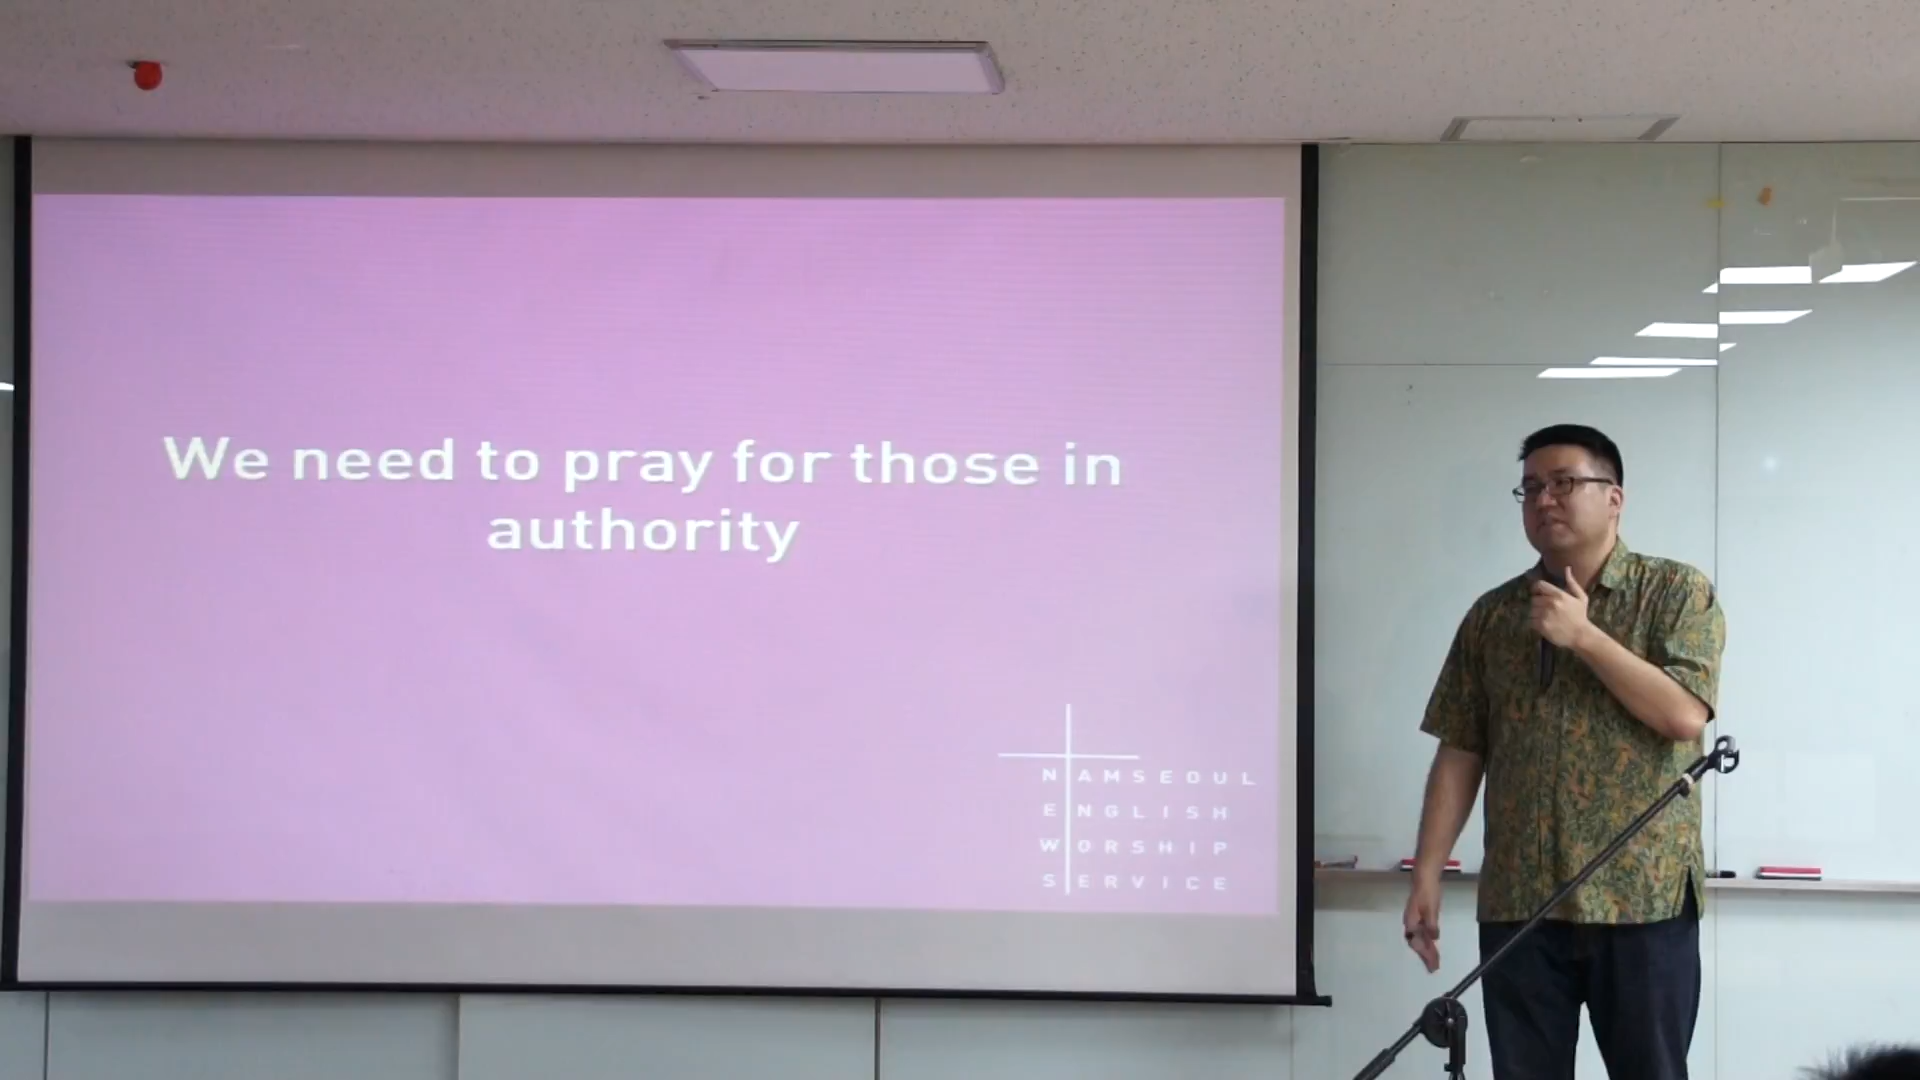 We need to pray for those in
authority
NAMSEOUL
ENGLISH
WORSHIP
SERVICE